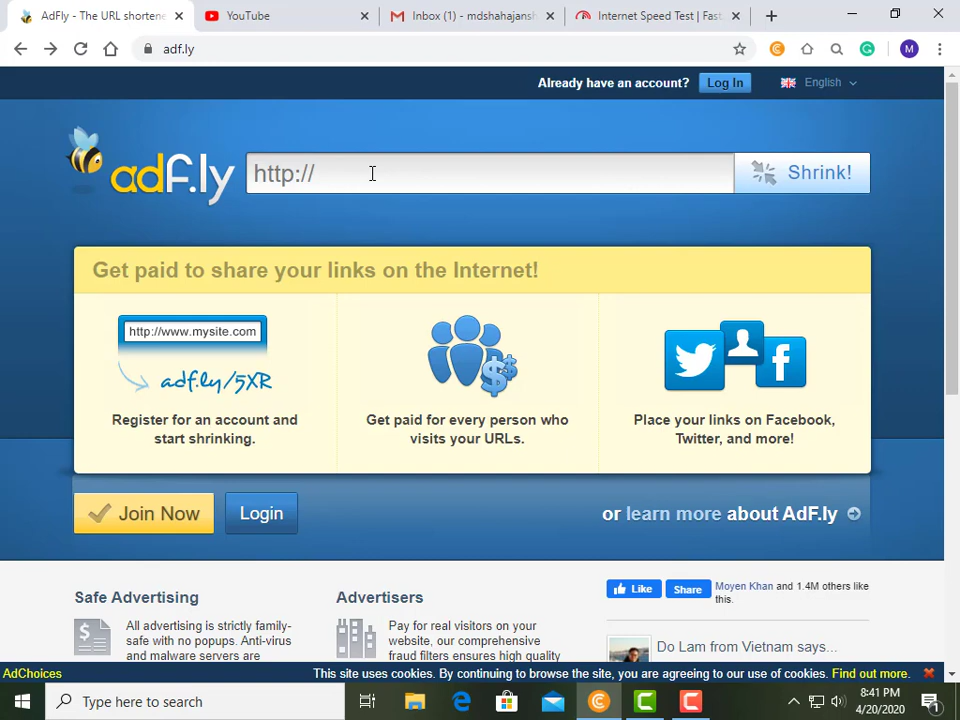 AdFly - The URL shortene
YouTube
Inbox (1) - mdshahajansh
Internet Speed Test | Fast
adf.ly
M
Already have an account? Log In English
adf.ly http:// Shrink!
Get paid to share your links on the Internet!
http://www.mysite.com
adf.ly/5XR
Register for an account and
start shrinking.
Get paid for every person who
visits your URLs.
Place your links on Facebook,
Twitter, and more!
Join Now Login or learn more about AdF.ly
Safe Advertising
All advertising is strictly family-
safe with no popups. Anti-virus
and malware servers are
Advertisers
Pay for real visitors on your
website, our comprehensive
fraud filters ensures high quality
Like Share Moyen Khan and 1.4M others like
this.
Do Lam from Vietnam says...
AdChoices This site uses cookies. By continuing to browse the site, you are agreeing to our use of cookies. Find out more.
Type here to search
8:41 PM
4/20/2020
1